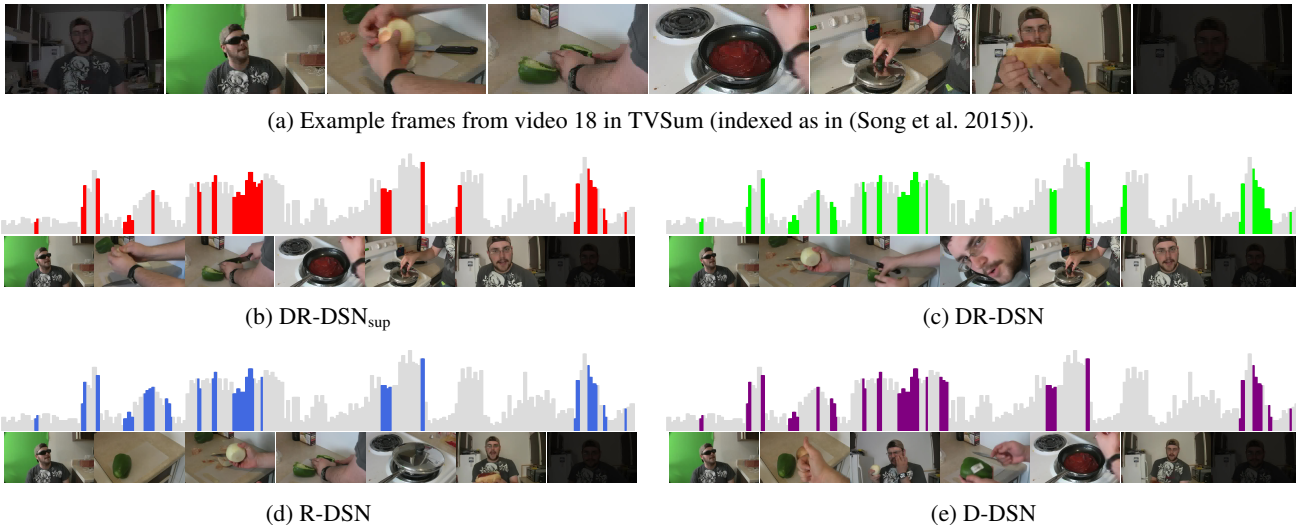 (a) Example frames from video 18 in TVSum (indexed as in (Song et al. 2015)).
(b) DR-DSNsup
(c) DR-DSN
(d) R-DSN
(e) D-DSN